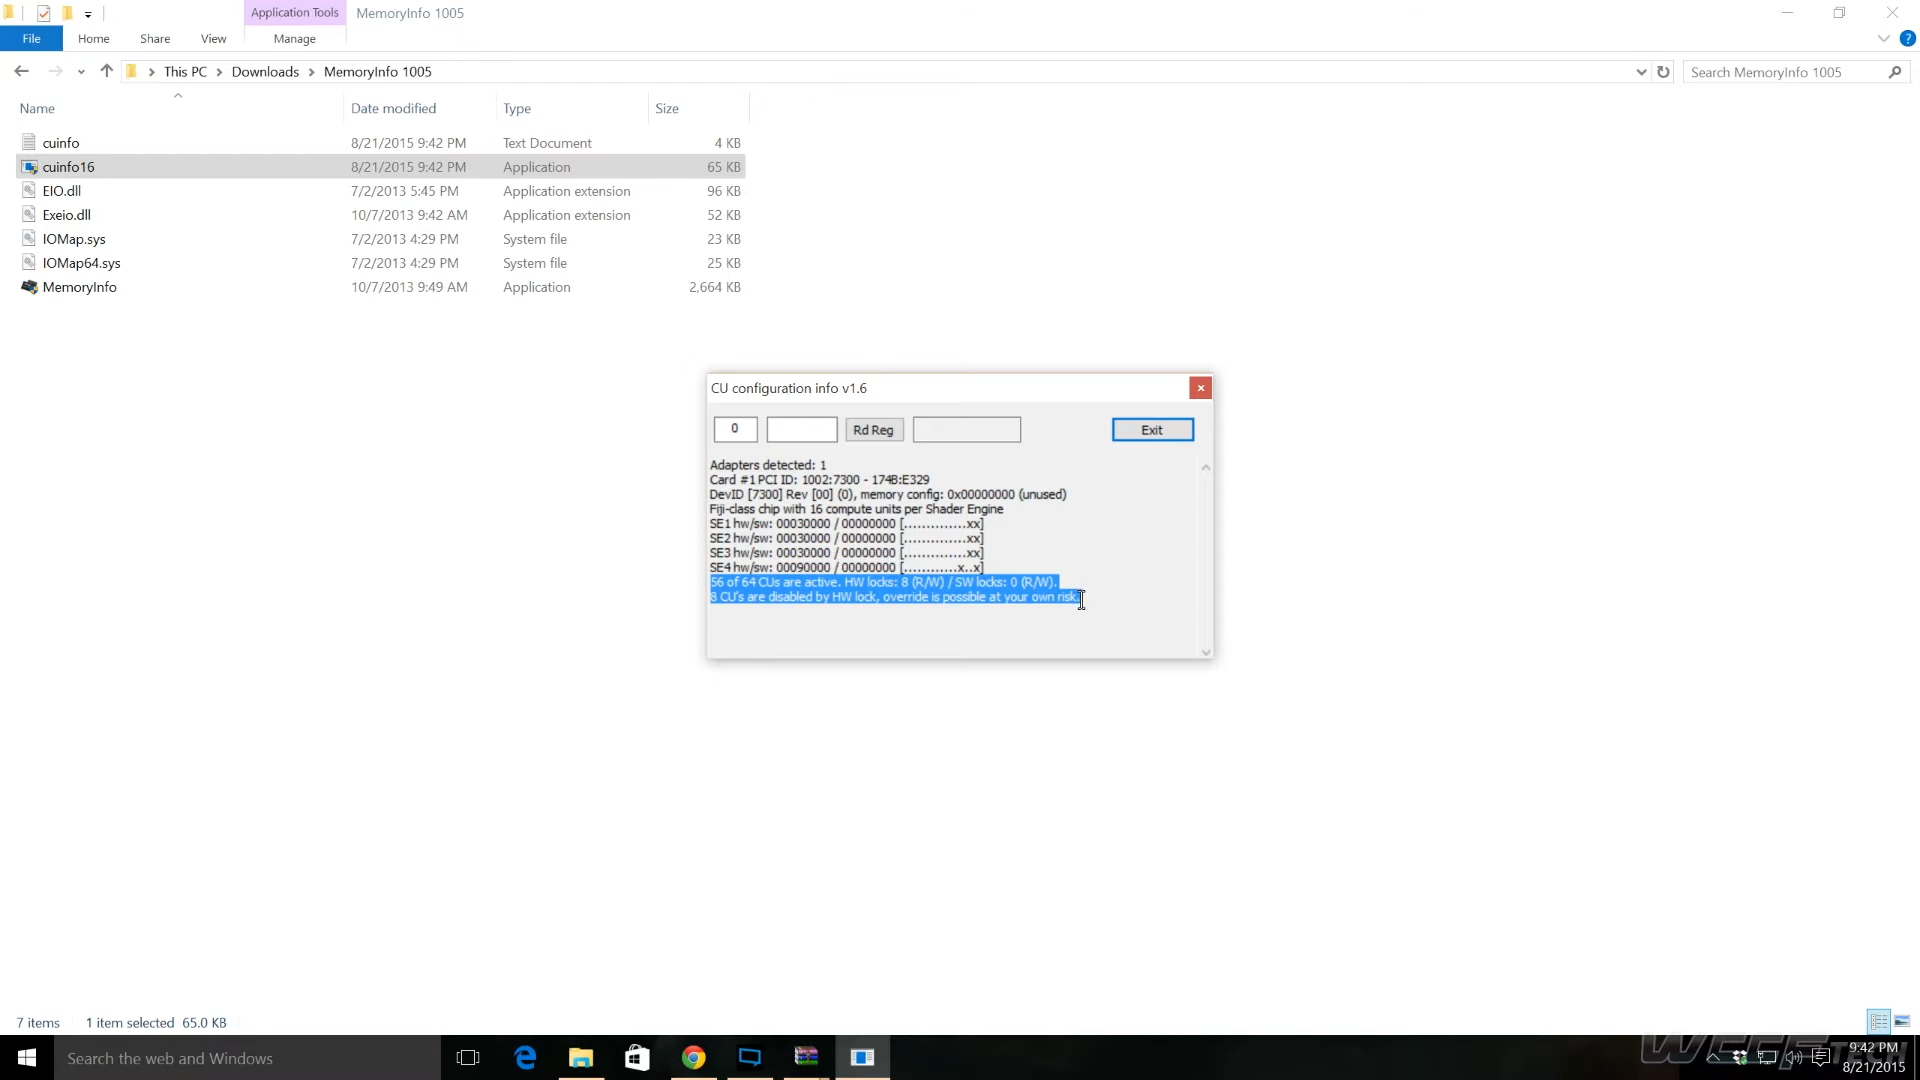 Application Tools
MemoryInfo 1005
File
Home
Share
View
Manage
This PC
Downloads
MemoryInfo 1005
Search MemoryInfo 1005
Name
Date modified
Type
Size
cuinfo 8/21/2015 9:42 PM Text Document 4 KB
cuinfo16 8/21/2015 9:42 PM Application 65 KB
EIO.dll 7/2/2013 5:45 PM Application extension 96 KB
Exeio.dll 10/7/2013 9:42 AM Application extension 52 KB
IOMap.sys 7/2/2013 4:29 PM System file 23 KB
IOMap64.sys 7/2/2013 4:29 PM System file 25 KB
MemoryInfo 10/7/2013 9:49 AM Application 2,664 KB
CU configuration info v1.6
0
Rd Reg
Exit
Adapters detected: 1
Card #1 PCI ID: 1002:7300 - 174B:E329
DevID [7300] Rev [00] (0), memory config: 0x00000000 (unused)
Fiji-class chip with 16 compute units per Shader Engine
SE1 hw/sw: 00030000 / 00000000 [..............xx]
SE2 hw/sw: 00030000 / 00000000 [..............xx]
SE3 hw/sw: 00030000 / 00000000 [..............xx]
SE4 hw/sw: 00090000 / 00000000 [............x..x]
56 of 64 CUs are active. HW locks: 8 (R/W) / SW locks: 0 (R/W).
8 CU's are disabled by HW lock, override is possible at your own risk.
7 items 1 item selected 65.0 KB
Search the web and Windows
9:42 PM
8/21/2015